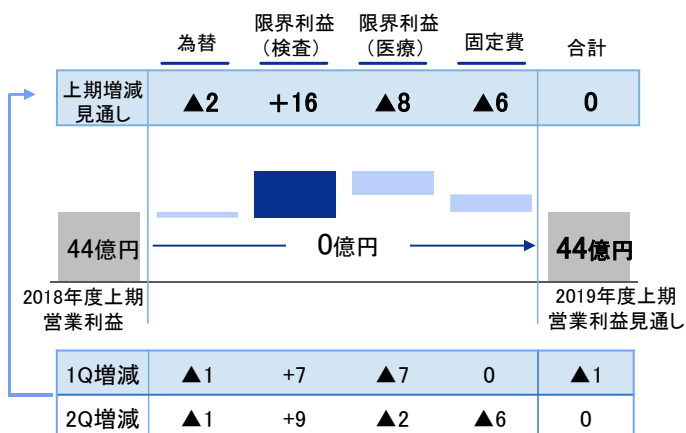 為替 限界利益（検査） 限界利益（医療） 固定費 合計
上期増減見通し ▲2 +16 ▲8 ▲6 0
44億円 0億円 44億円
2018年度上期 2019年度上期
営業利益 営業利益見通し
1Q増減 ▲1 +7 ▲7 0 ▲1
2Q増減 ▲1 +9 ▲2 ▲6 0